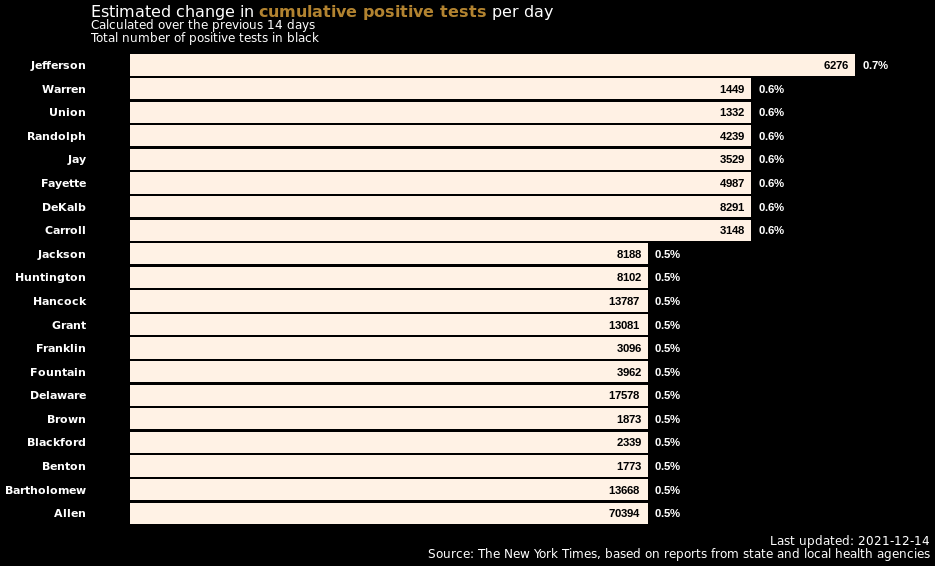 Estimated change in cumulative positive tests per day
Calculated over the previous 14 days
Total number of positive tests in black
Jefferson 6276 0.7%
Warren 1449 0.6%
Union 1332 0.6%
Randolph 4239 0.6%
Jay 3529 0.6%
Fayette 4987 0.6%
DeKalb 8291 0.6%
Carroll 3148 0.6%
Jackson 8188 0.5%
Huntington 8102 0.5%
Hancock 13787 0.5%
Grant 13081 0.5%
Franklin 3096 0.5%
Fountain 3962 0.5%
Delaware 17578 0.5%
Brown 1873 0.5%
Blackford 2339 0.5%
Benton 1773 0.5%
Bartholomew 13668 0.5%
Allen 70394 0.5%
Last updated: 2021-12-14
Source: The New York Times, based on reports from state and local health agencies